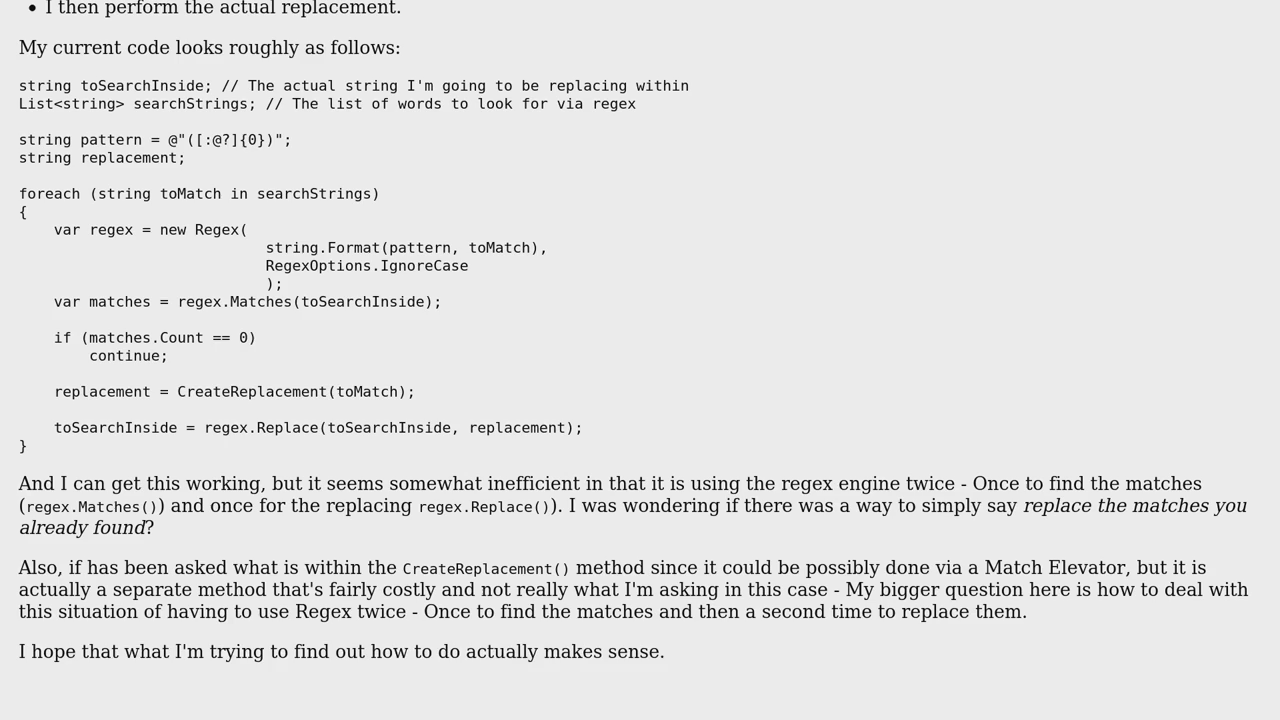 • I then perform the actual replacement.
My current code looks roughly as follows:
string toSearchInside; // The actual string I'm going to be replacing within
List<string> searchStrings; // The list of words to look for via regex
string pattern = @"([:@?]{0})";
string replacement;
foreach (string toMatch in searchStrings)
{
    var regex = new Regex(
                            string.Format(pattern, toMatch),
                            RegexOptions.IgnoreCase
                            );
    var matches = regex.Matches(toSearchInside);
    if (matches.Count == 0)
        continue;
    replacement = CreateReplacement(toMatch);
    toSearchInside = regex.Replace(toSearchInside, replacement);
}
And I can get this working, but it seems somewhat inefficient in that it is using the regex engine twice - Once to find the matches
(regex.Matches()) and once for the replacing regex.Replace()). I was wondering if there was a way to simply say replace the matches you
already found?
Also, if has been asked what is within the CreateReplacement() method since it could be possibly done via a Match Elevator, but it is
actually a separate method that's fairly costly and not really what I'm asking in this case - My bigger question here is how to deal with
this situation of having to use Regex twice - Once to find the matches and then a second time to replace them.
I hope that what I'm trying to find out how to do actually makes sense.